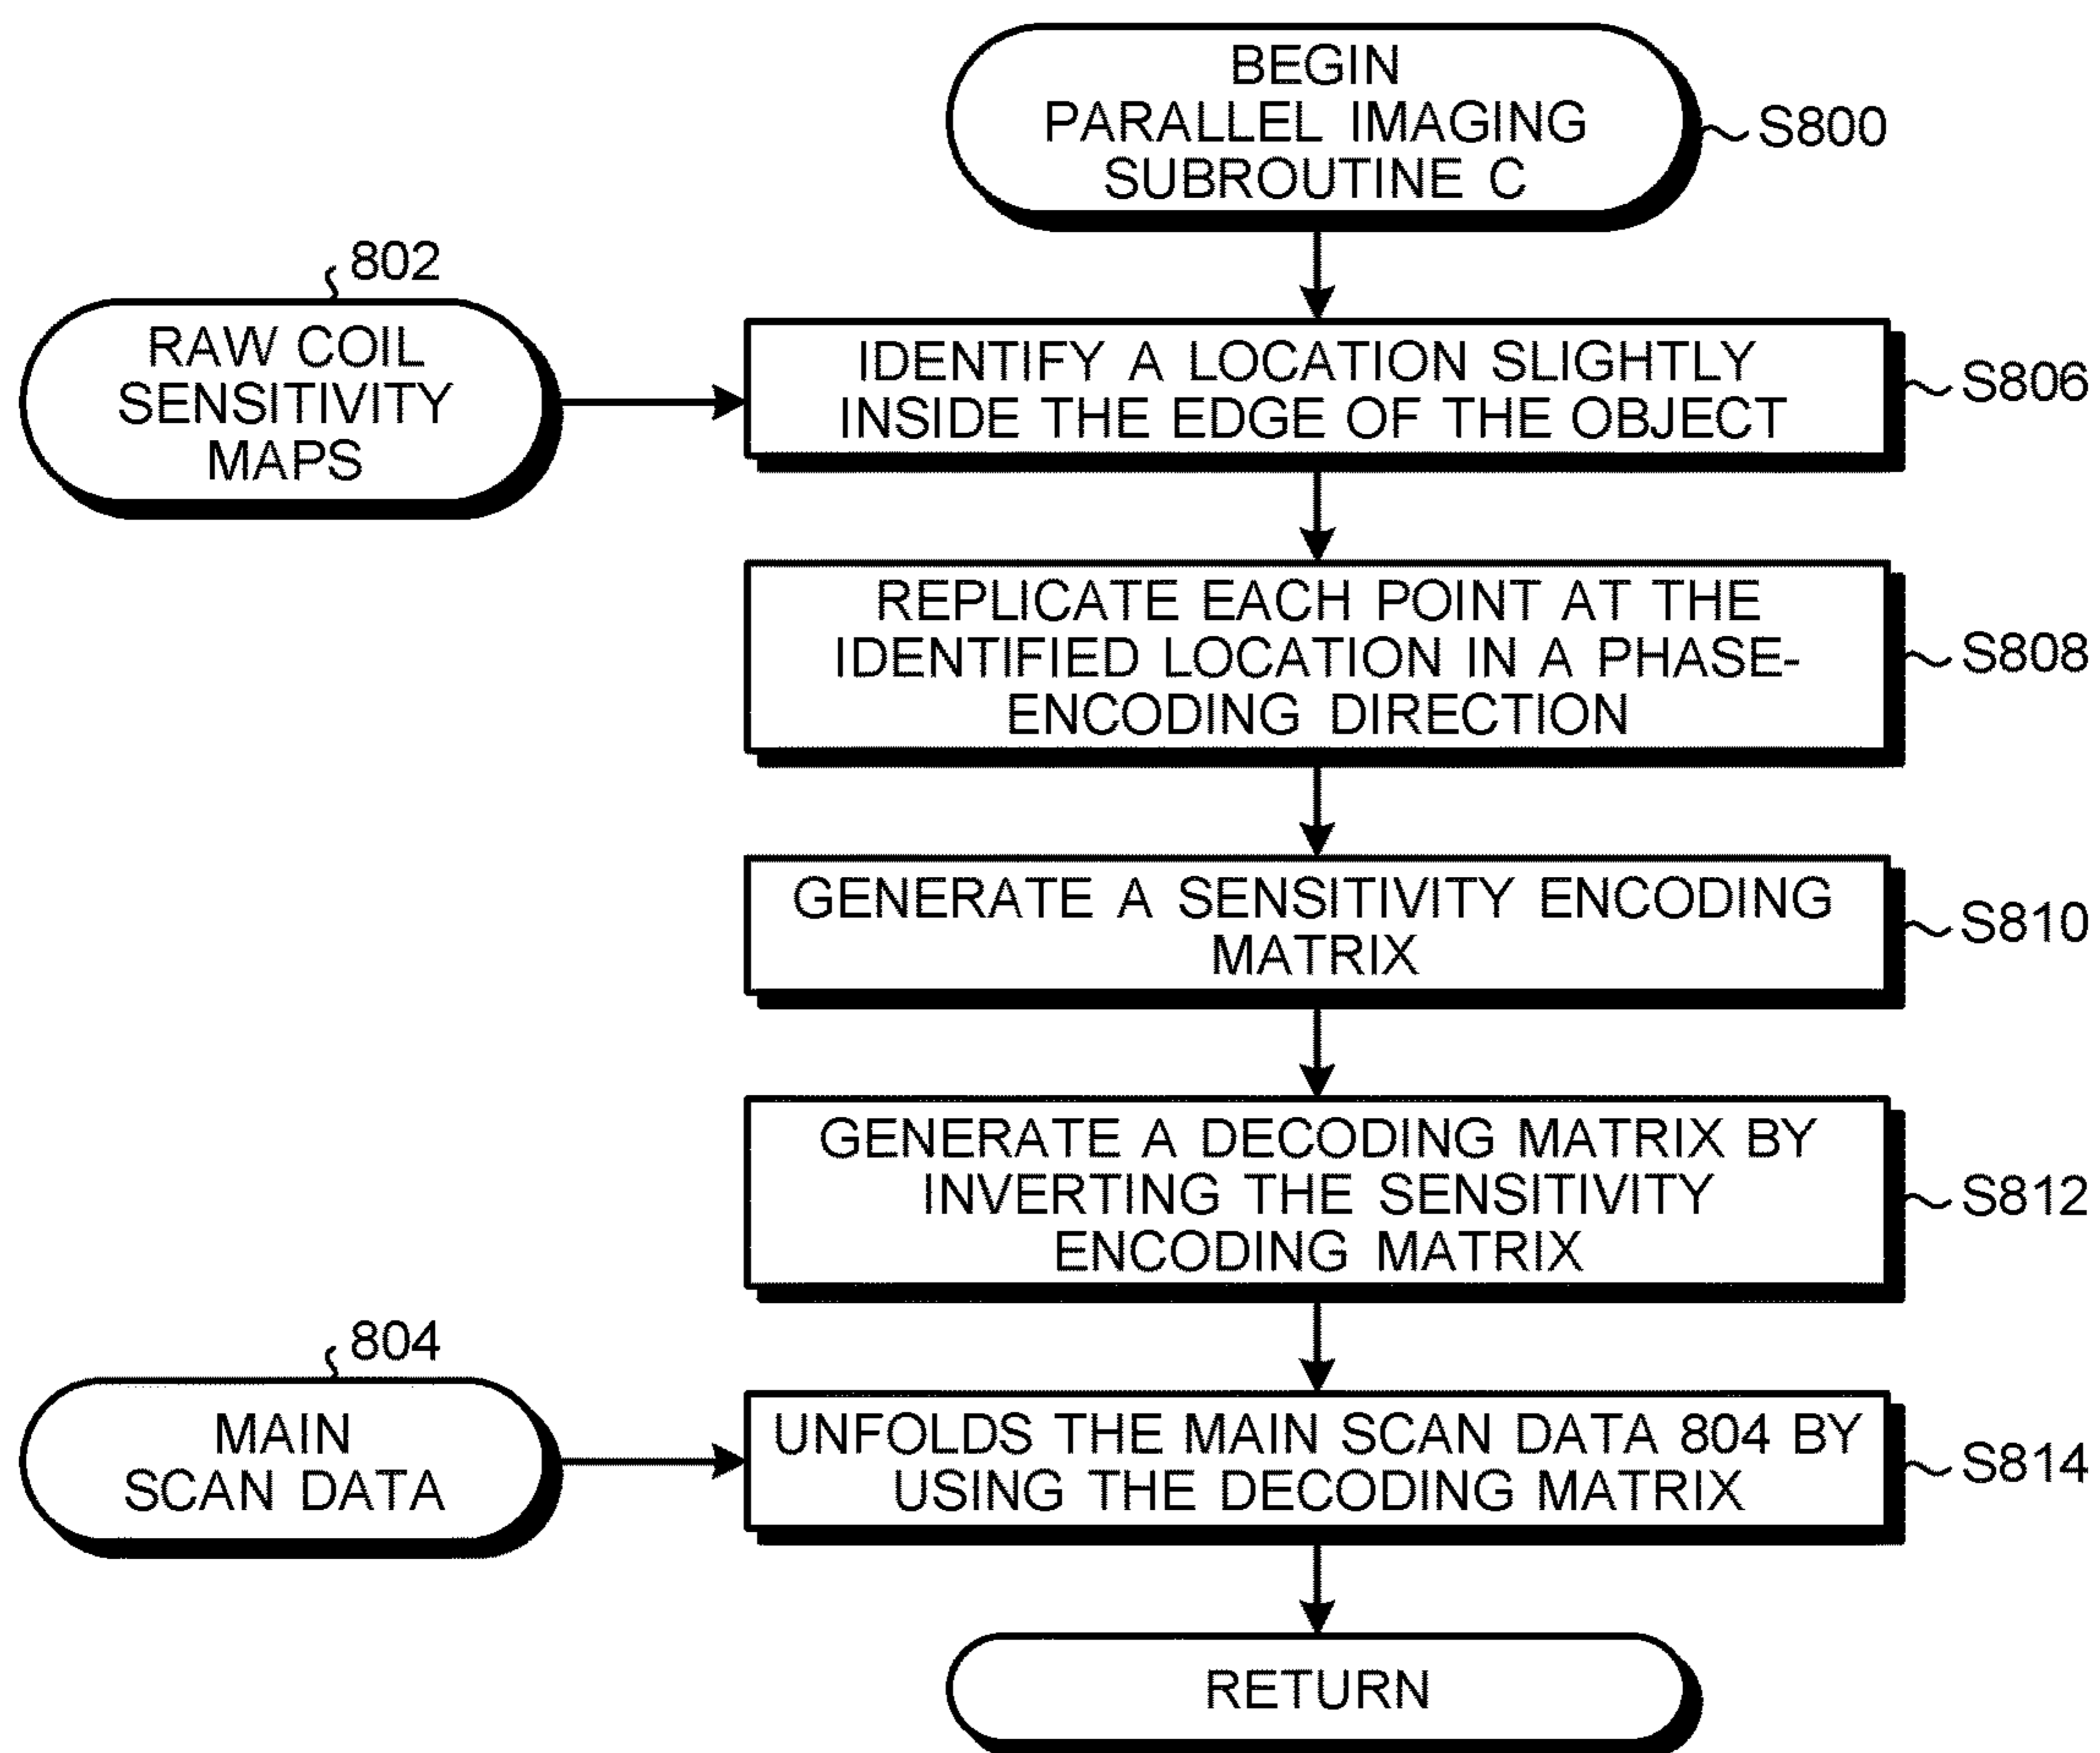 BEGIN
PARALLEL IMAGING
SUBROUTINE C
S800
802
RAW COIL
SENSITIVITY
MAPS
IDENTIFY A LOCATION SLIGHTLY
INSIDE THE EDGE OF THE OBJECT
S806
REPLICATE EACH POINT AT THE
IDENTIFIED LOCATION IN A PHASE-
ENCODING DIRECTION
S808
GENERATE A SENSITIVITY ENCODING
MATRIX
S810
GENERATE A DECODING MATRIX BY
INVERTING THE SENSITIVITY
ENCODING MATRIX
S812
804
MAIN
SCAN DATA
UNFOLDS THE MAIN SCAN DATA 804 BY
USING THE DECODING MATRIX
S814
RETURN